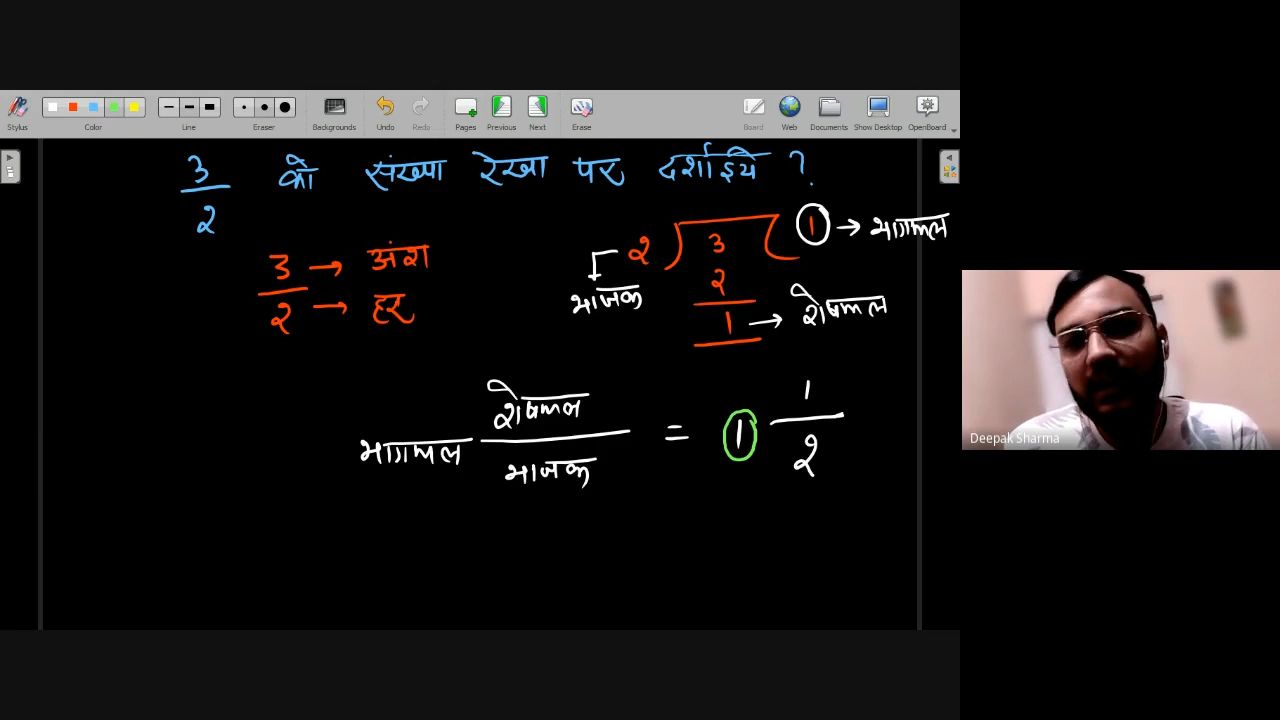 Stylus Color Line Eraser Backgrounds Undo Redo Pages Previous Next Erase Board Web Documents Show Desktop OpenBoard
3/2 को संख्या रेखा पर दर्शाइये ?
3 → अंश
2 → हर
2 ) 3 ( 1 → भागफल
भाजक
2
1 → शेषफल
भागफल शेषफल/भाजक = 1 1/2
Deepak Sharma